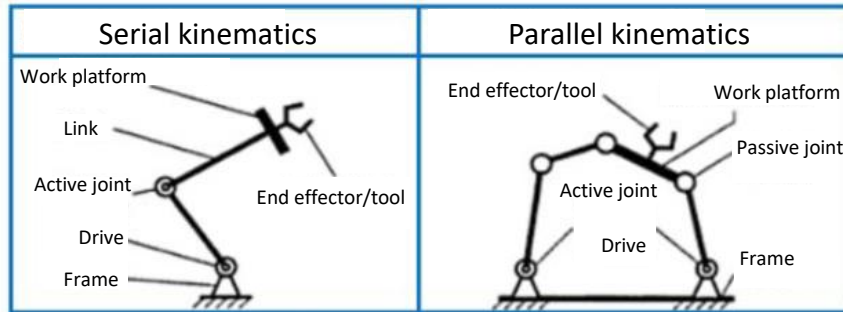 Serial kinematics
Work platform
Link
Active joint
End effector/tool
Drive
Frame
Parallel kinematics
End effector/tool
Work platform
Passive joint
Active joint
Drive
Frame